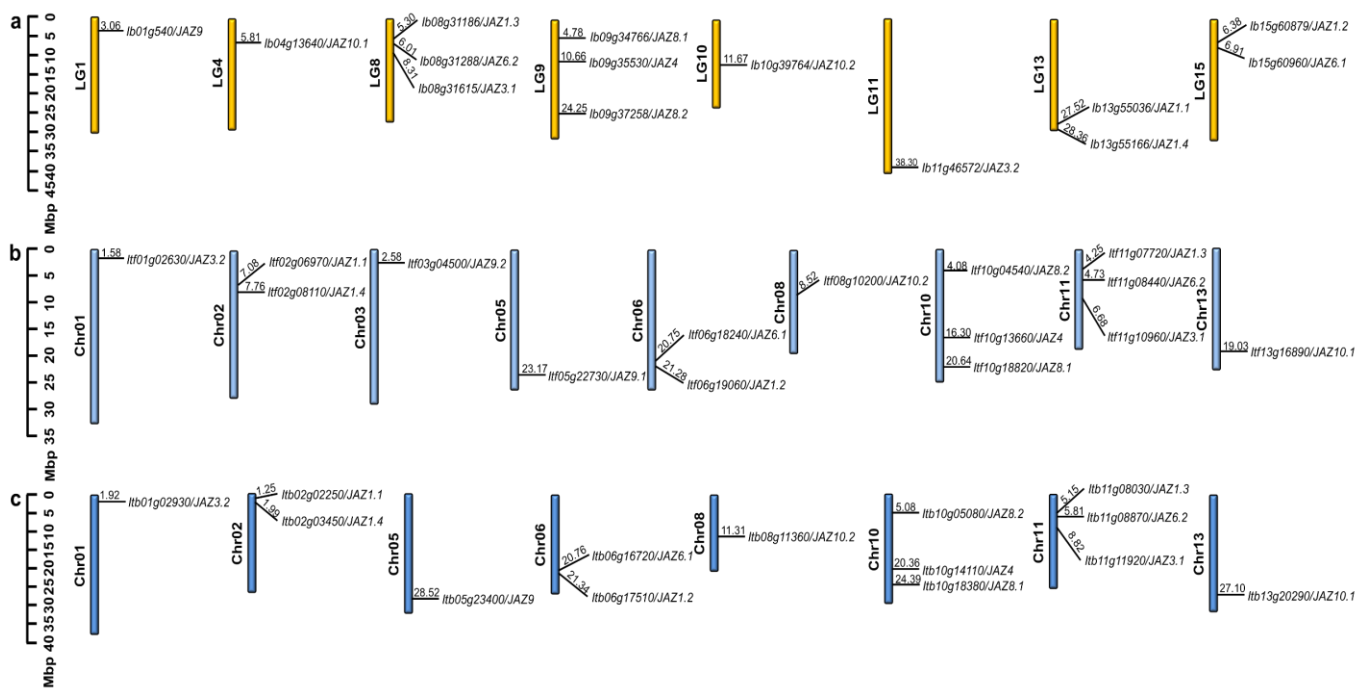 a
0
5
10
15
20
25
30
35
40
45
Mbp
LG1
3.06
Ib01g540/JAZ9
LG4
5.81
Ib04g13640/JAZ10.1
LG8
5.30
Ib08g31186/JAZ1.3
6.01
Ib08g31288/JAZ6.2
8.31
Ib08g31615/JAZ3.1
LG9
4.78
Ib09g34766/JAZ8.1
10.66
Ib09g35530/JAZ4
24.25
Ib09g37258/JAZ8.2
LG10
11.67
Ib10g39764/JAZ10.2
LG11
38.30
Ib11g46572/JAZ3.2
LG13
27.52
Ib13g55036/JAZ1.1
28.36
Ib13g55166/JAZ1.4
LG15
6.38
Ib15g60879/JAZ1.2
6.91
Ib15g60960/JAZ6.1
b
0
5
10
15
20
25
30
35
Mbp
Chr01
1.58
Itf01g02630/JAZ3.2
Chr02
7.08
Itf02g06970/JAZ1.1
7.76
Itf02g08110/JAZ1.4
Chr03
2.58
Itf03g04500/JAZ9.2
Chr05
23.17
Itf05g22730/JAZ9.1
Chr06
20.75
Itf06g18240/JAZ6.1
21.28
Itf06g19060/JAZ1.2
Chr08
8.52
Itf08g10200/JAZ10.2
Chr10
4.08
Itf10g04540/JAZ8.2
16.30
Itf10g13660/JAZ4
20.64
Itf10g18820/JAZ8.1
Chr11
4.25
Itf11g07720/JAZ1.3
4.73
Itf11g08440/JAZ6.2
6.68
Itf11g10960/JAZ3.1
Chr13
19.03
Itf13g16890/JAZ10.1
c
0
5
10
15
20
25
30
35
40
Mbp
Chr01
1.92
Itb01g02930/JAZ3.2
Chr02
1.25
Itb02g02250/JAZ1.1
1.99
Itb02g03450/JAZ1.4
Chr05
28.52
Itb05g23400/JAZ9
Chr06
20.76
Itb06g16720/JAZ6.1
21.34
Itb06g17510/JAZ1.2
Chr08
11.31
Itb08g11360/JAZ10.2
Chr10
5.08
Itb10g05080/JAZ8.2
20.36
Itb10g14110/JAZ4
24.39
Itb10g18380/JAZ8.1
Chr11
5.15
Itb11g08030/JAZ1.3
5.81
Itb11g08870/JAZ6.2
8.82
Itb11g11920/JAZ3.1
Chr13
27.10
Itb13g20290/JAZ10.1